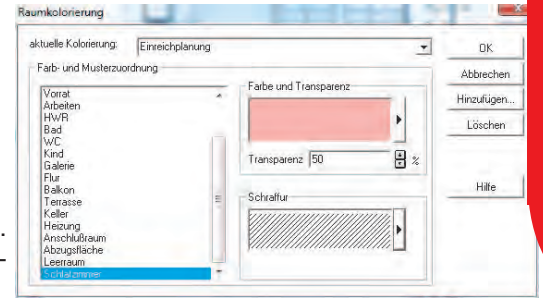 Raumkolorierung
aktuelle Kolorierung: Einreichplanung
OK
Abbrechen
Hinzufügen...
Löschen
Hilfe
Farb- und Musterzuordnung
Vorrat
Arbeiten
HWR
Bad
WC
Kind
Galerie
Flur
Balkon
Terrasse
Keller
Heizung
Anschlußraum
Abzugsfläche
Leerraum
Schlafzimmer
Farbe und Transparenz
Transparenz 50 %
Schraffur